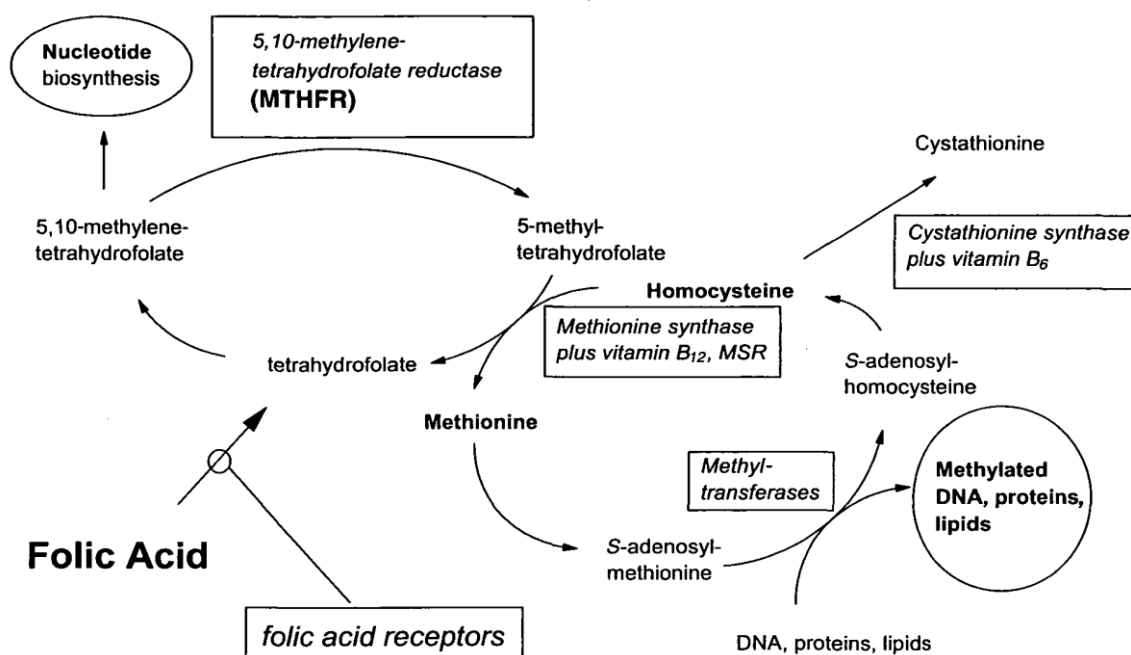 Nucleotide
biosynthesis
5,10-methylene-
tetrahydrofolate reductase
(MTHFR)
Cystathionine
5,10-methylene-
tetrahydrofolate
5-methyl-
tetrahydrofolate
Cystathionine synthase
plus vitamin B6
Homocysteine
Methionine synthase
plus vitamin B12, MSR
tetrahydrofolate
S-adenosyl-
homocysteine
Methionine
Methyl-
transferases
Methylated
DNA, proteins,
lipids
Folic Acid
S-adenosyl-
methionine
folic acid receptors
DNA, proteins, lipids